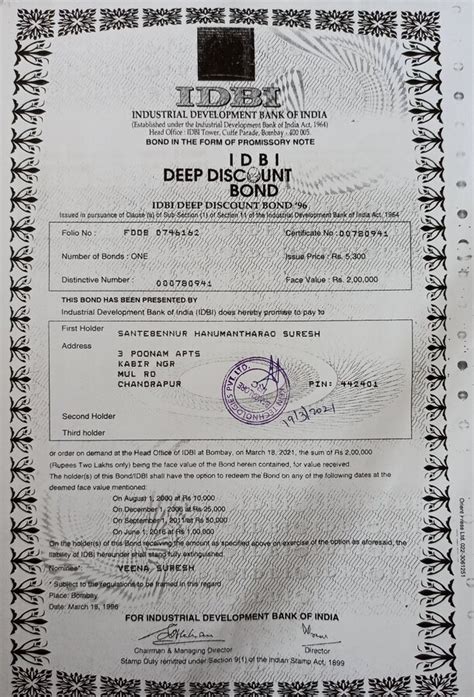 IDBI
INDUSTRIAL DEVELOPMENT BANK OF INDIA
(Established under the Industrial Development Bank of India Act, 1964)
Head Office : IDBI Tower, Cuffe Parade, Bombay - 400 005.
BOND IN THE FORM OF PROMISSORY NOTE
IDBI
DEEP DISCOUNT
BOND
IDBI DEEP DISCOUNT BOND '96
Issued in pursuance of Clause (a) of Sub-Section (1) of Section 11 of the Industrial Development Bank of India Act, 1964
Folio No : FDDB 0746162 Certificate No : 00780941
Number of Bonds : ONE Issue Price : Rs. 5,300
Distinctive Number : 000780941 Face Value : Rs. 2,00,000
THIS BOND HAS BEEN PRESENTED BY
Industrial Development Bank of India (IDBI) does hereby promise to pay to
First Holder SANTEBENNUR HANUMANTHARAO SURESH
Address 3 POONAM APTS
KABIR NGR
MUL RD
CHANDRAPUR PIN: 442401
TECHNOLOGIES PVT. LTD.
19/3/2021
Second Holder
Third holder
or order on demand at the Head Office of IDBI at Bombay, on March 18, 2021, the sum of Rs 2,00,000
(Rupees Two Lakhs only) being the face value of the Bond herein contained, for value received.
The holder(s) of this Bond/IDBI shall have the option to redeem the Bond on any of the following dates at the
deemed face value mentioned:
On August 1, 2000 at Rs 10,000
On December 1, 2006 at Rs 25,000
On September 1, 2011 at Rs 50,000
On June 1, 2016 at Rs 1,00,000
On the holder(s) of this Bond receiving the amount as specified above on exercise of the option as aforesaid, the
liability of IDBI hereunder shall stand fully extinguished.
Nominee* VEENA SURESH
* Subject to the regulations to be framed in this regard.
Place: Bombay
Date: March 18, 1996
FOR INDUSTRIAL DEVELOPMENT BANK OF INDIA
Chairman & Managing Director Director
Stamp Duty remitted under Section 9(1) of the Indian Stamp Act, 1899